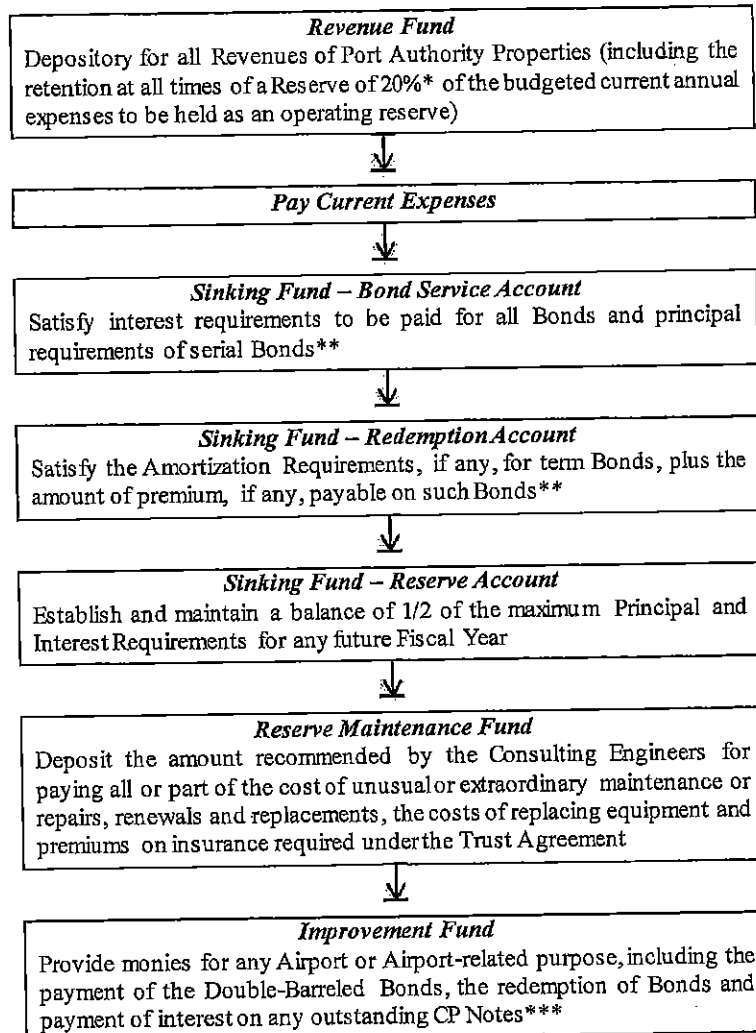 Revenue Fund
Depository for all Revenues of Port Authority Properties (including the
retention at all times of a Reserve of 20%* of the budgeted current annual
expenses to be held as an operating reserve)
Pay Current Expenses
Sinking Fund – Bond Service Account
Satisfy interest requirements to be paid for all Bonds and principal
requirements of serial Bonds**
Sinking Fund – Redemption Account
Satisfy the Amortization Requirements, if any, for term Bonds, plus the
amount of premium, if any, payable on such Bonds**
Sinking Fund – Reserve Account
Establish and maintain a balance of 1/2 of the maximum Principal and
Interest Requirements for any future Fiscal Year
Reserve Maintenance Fund
Deposit the amount recommended by the Consulting Engineers for
paying all or part of the cost of unusual or extraordinary maintenance or
repairs, renewals and replacements, the costs of replacing equipment and
premiums on insurance required under the Trust Agreement
Improvement Fund
Provide monies for any Airport or Airport-related purpose, including the
payment of the Double-Barreled Bonds, the redemption of Bonds and
payment of interest on any outstanding CP Notes***